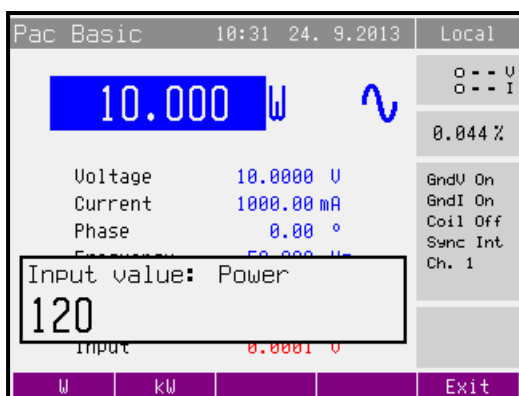 Pac Basic 10:31 24. 9.2013 Local
o-- V
o-- I
10.000 W
0.044 %
Voltage 10.0000 V
Current 1000.00 mA
Phase 0.00 °
GndV On
GndI On
Coil Off
Sync Int
Ch. 1
Input value: Power
120
Input 0.0001 V
W kW Exit